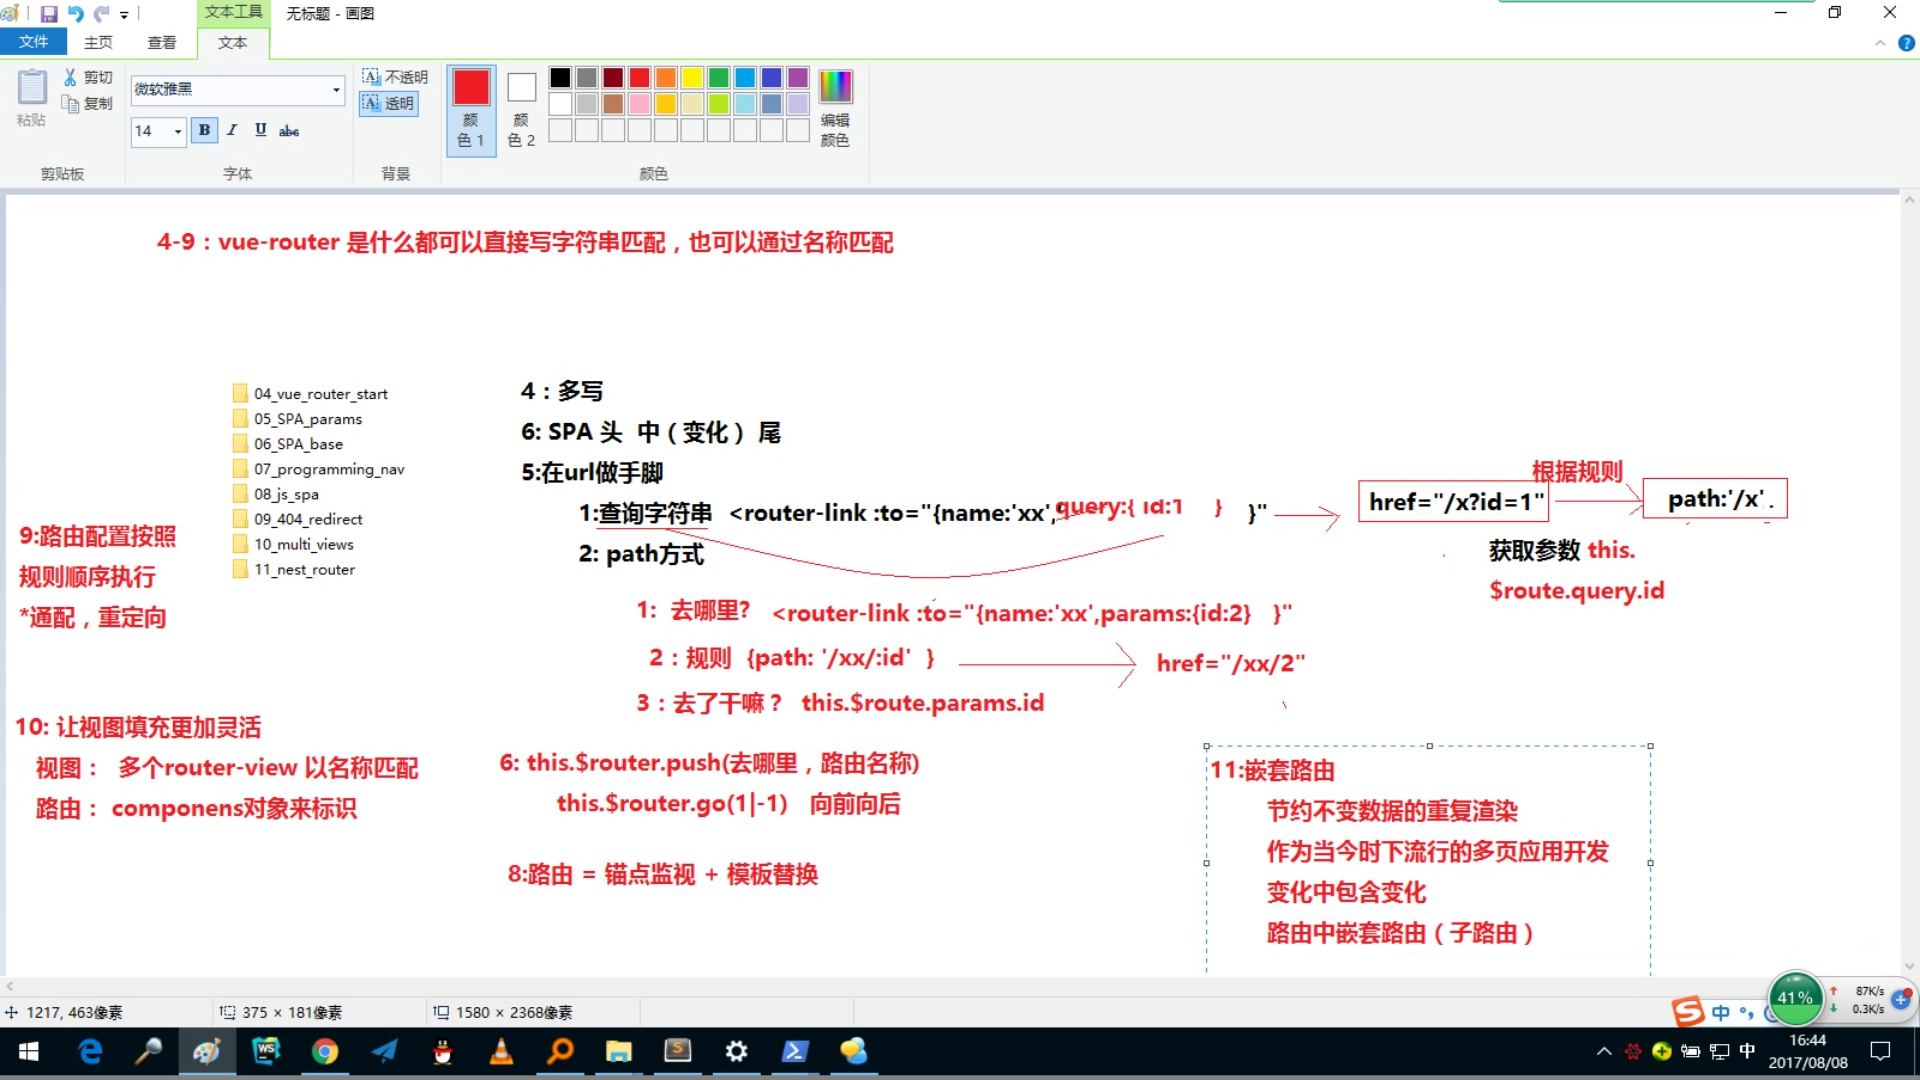 文本工具
无标题 - 画图
文件
主页
查看
文本
粘贴
剪切
复制
剪贴板
微软雅黑
14
B I U abc
字体
不透明
透明
背景
颜色 1
颜色 2
编辑颜色
颜色
4-9：vue-router 是什么都可以直接写字符串匹配，也可以通过名称匹配
04_vue_router_start
05_SPA_params
06_SPA_base
07_programming_nav
08_js_spa
09_404_redirect
10_multi_views
11_nest_router
4：多写
6: SPA 头 中（变化） 尾
5:在url做手脚
1:查询字符串 <router-link :to="{name:'xx', query:{ id:1 } }"
href="/x?id=1"
根据规则
path:'/x' .
获取参数 this.
$route.query.id
2: path方式
1: 去哪里? <router-link :to="{name:'xx',params:{id:2} }"
2：规则 {path: '/xx/:id' }
href="/xx/2"
3：去了干嘛？ this.$route.params.id
9:路由配置按照
规则顺序执行
*通配，重定向
10: 让视图填充更加灵活
视图： 多个router-view 以名称匹配
路由： componens对象来标识
6: this.$router.push(去哪里，路由名称)
this.$router.go(1|-1) 向前向后
8:路由 = 锚点监视 + 模板替换
11:嵌套路由
节约不变数据的重复渲染
作为当今时下流行的多页应用开发
变化中包含变化
路由中嵌套路由（子路由）
1217, 463像素
375 × 181像素
1580 × 2368像素
中
41%
87K/s
0.3K/s
WS
中
16:44
2017/08/08